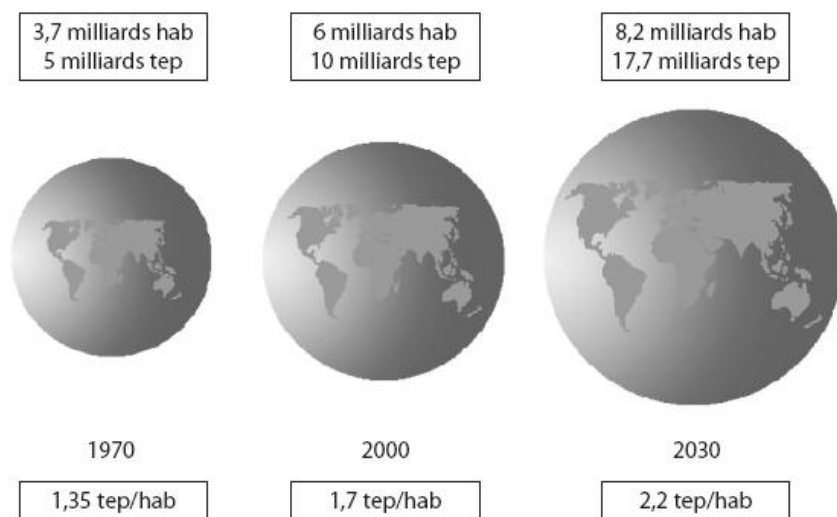 3,7 milliards hab
5 milliards tep
6 milliards hab
10 milliards tep
8,2 milliards hab
17,7 milliards tep
1970
2000
2030
1,35 tep/hab
1,7 tep/hab
2,2 tep/hab